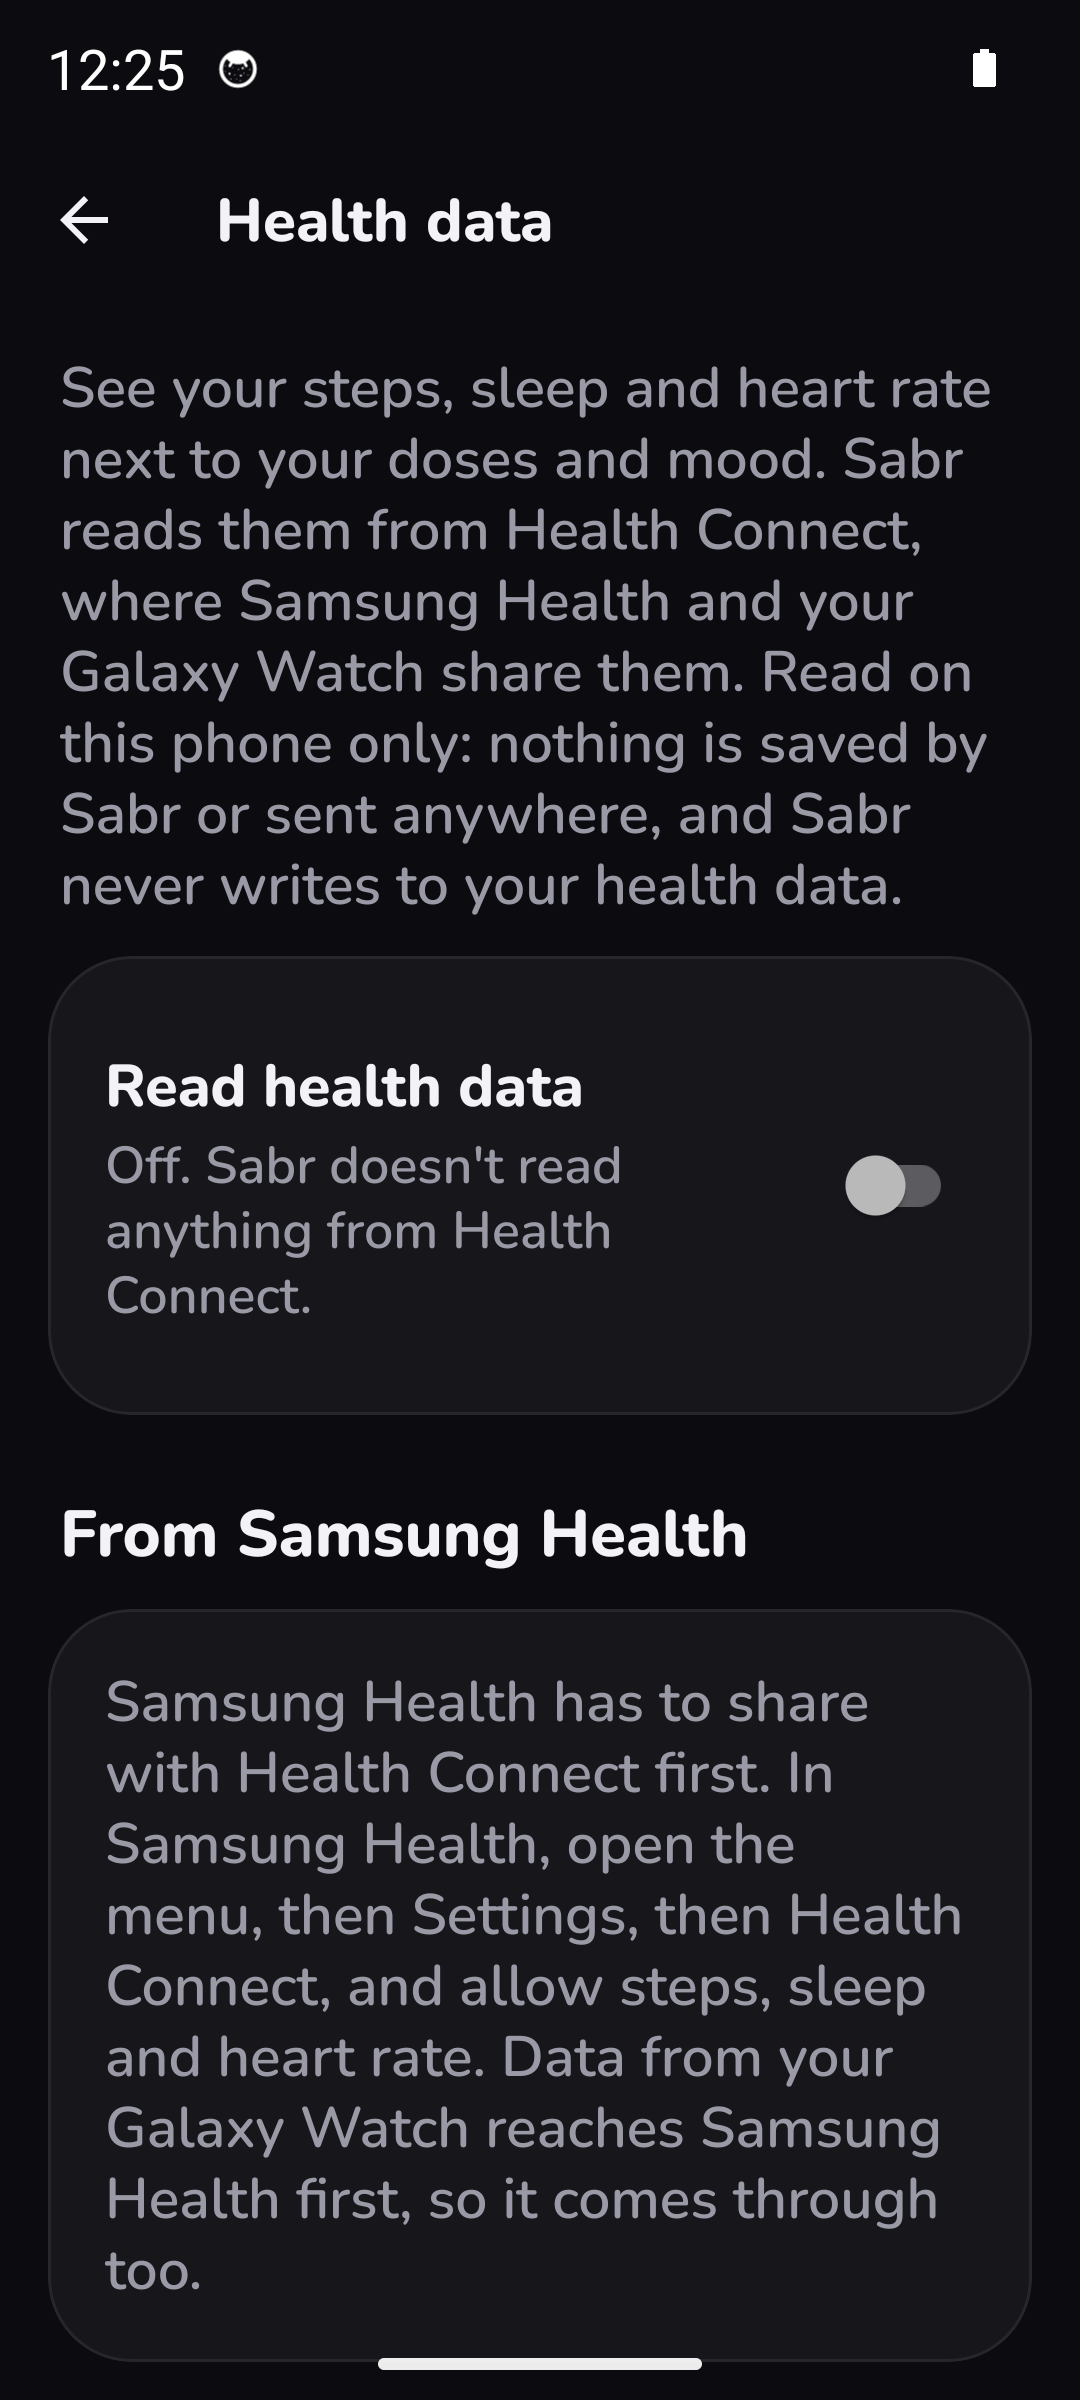 12:25
Health data
See your steps, sleep and heart rate
next to your doses and mood. Sabr
reads them from Health Connect,
where Samsung Health and your
Galaxy Watch share them. Read on
this phone only: nothing is saved by
Sabr or sent anywhere, and Sabr
never writes to your health data.
Read health data
Off. Sabr doesn't read
anything from Health
Connect.
From Samsung Health
Samsung Health has to share
with Health Connect first. In
Samsung Health, open the
menu, then Settings, then Health
Connect, and allow steps, sleep
and heart rate. Data from your
Galaxy Watch reaches Samsung
Health first, so it comes through
too.